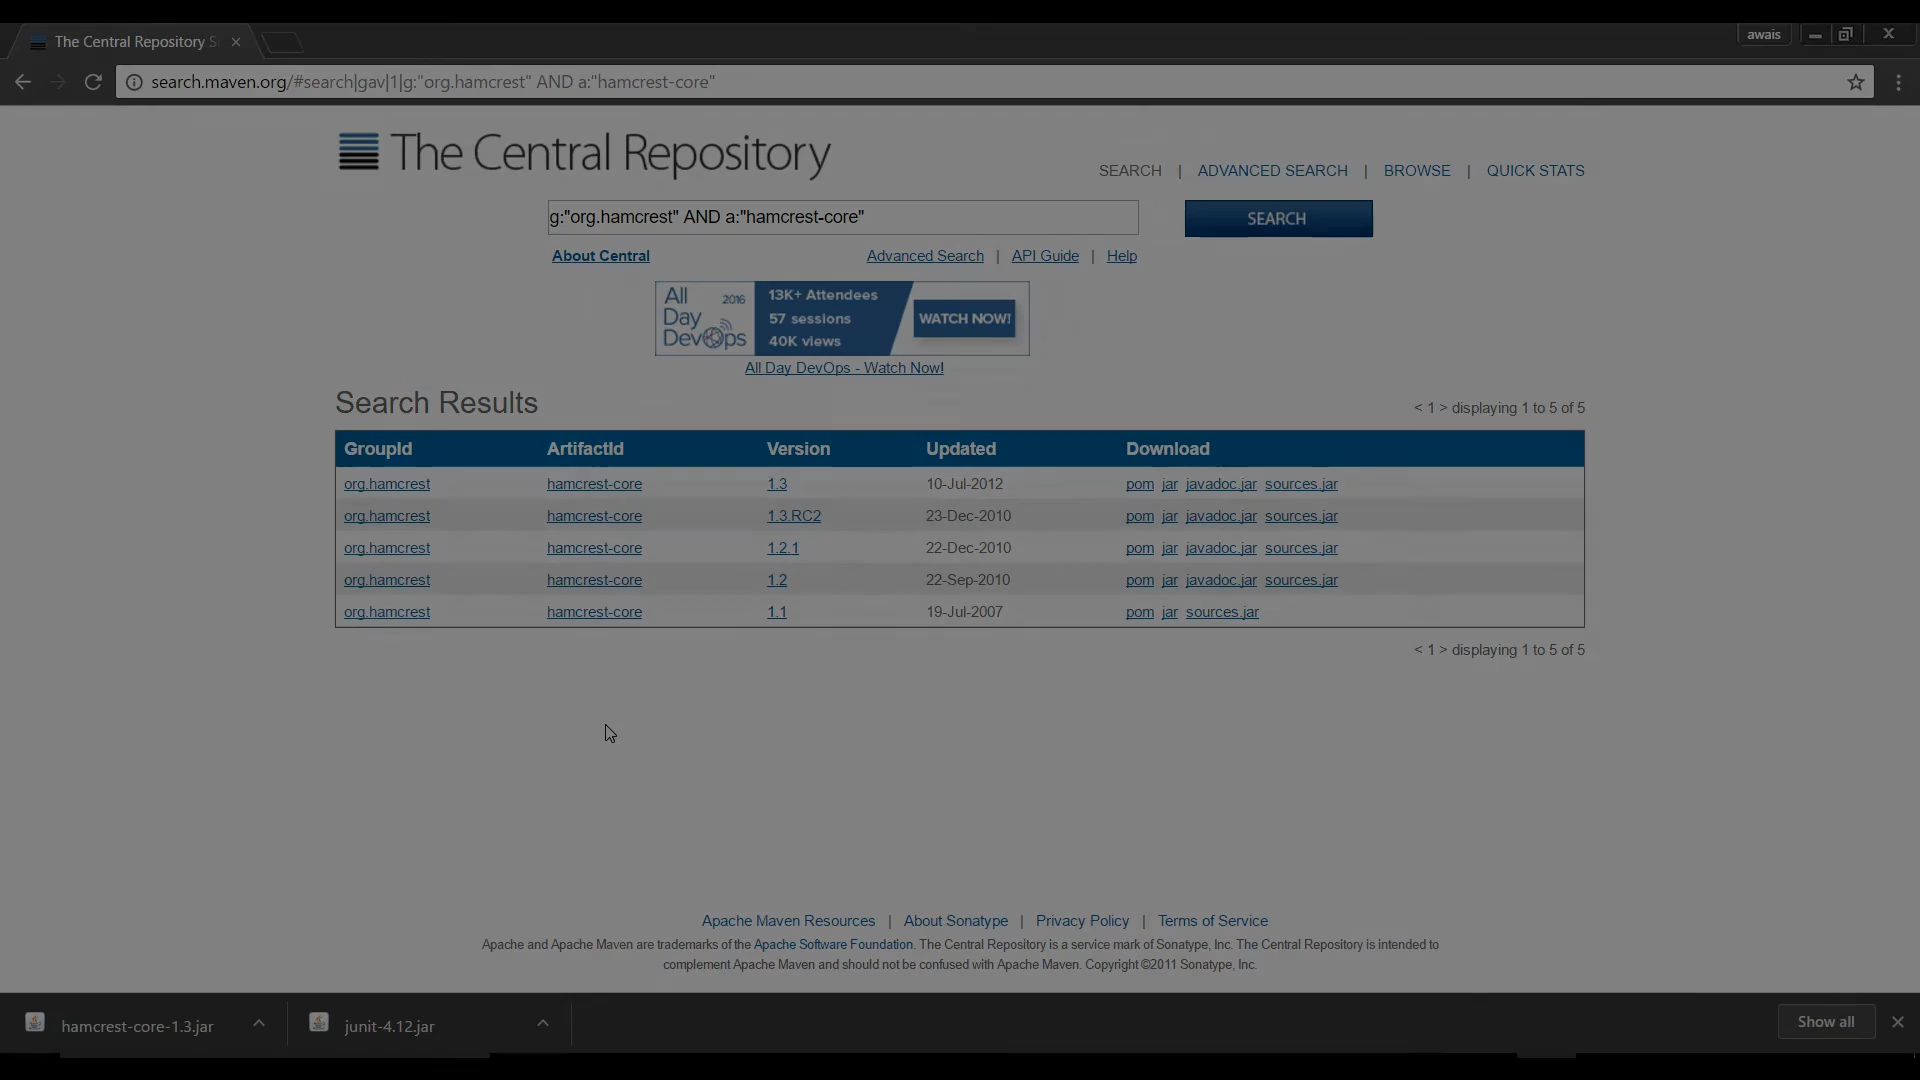 The Central Repository S
awais
search.maven.org/#search|gav|1|g:"org.hamcrest" AND a:"hamcrest-core"
The Central Repository
SEARCH | ADVANCED SEARCH | BROWSE | QUICK STATS
g:"org.hamcrest" AND a:"hamcrest-core"
SEARCH
About Central
Advanced Search | API Guide | Help
All Day DevOps
2016
13K+ Attendees
57 sessions
40K views
WATCH NOW!
All Day DevOps - Watch Now!
Search Results
< 1 > displaying 1 to 5 of 5
GroupId ArtifactId Version Updated Download
org.hamcrest hamcrest-core 1.3 10-Jul-2012 pom jar javadoc.jar sources.jar
org.hamcrest hamcrest-core 1.3.RC2 23-Dec-2010 pom jar javadoc.jar sources.jar
org.hamcrest hamcrest-core 1.2.1 22-Dec-2010 pom jar javadoc.jar sources.jar
org.hamcrest hamcrest-core 1.2 22-Sep-2010 pom jar javadoc.jar sources.jar
org.hamcrest hamcrest-core 1.1 19-Jul-2007 pom jar sources.jar
< 1 > displaying 1 to 5 of 5
Apache Maven Resources | About Sonatype | Privacy Policy | Terms of Service
Apache and Apache Maven are trademarks of the Apache Software Foundation. The Central Repository is a service mark of Sonatype, Inc. The Central Repository is intended to
complement Apache Maven and should not be confused with Apache Maven. Copyright ©2011 Sonatype, Inc.
hamcrest-core-1.3.jar
junit-4.12.jar
Show all